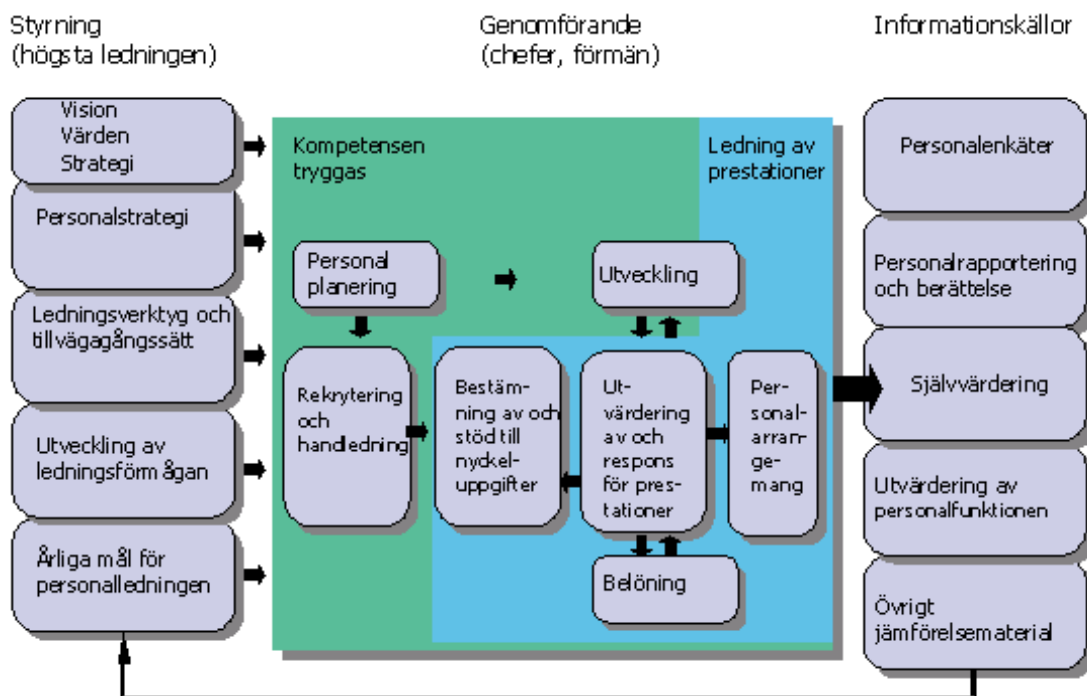 Styrning
(högsta ledningen)
Genomförande
(chefer, förmän)
Informationskällor
Vision
Värden
Strategi
Personalstrategi
Ledningsverktyg och
tillvägagångssätt
Utveckling av
ledningsförmågan
Årliga mål för
personalledningen
Kompetensen
tryggas
Ledning av
prestationer
Personal
planering
Utveckling
Rekrytering
och
handledning
Bestäm-
ning av och
stöd till
nyckel-
uppgifter
Ut-
värdering
av och
respons
för pres-
tationer
Per-
sonal-
arran-
ge-
mang
Belöning
Personalenkäter
Personalrapportering
och berättelse
Självvärdering
Utvärdering av
personalfunktionen
Övrigt
jämförelsematerial